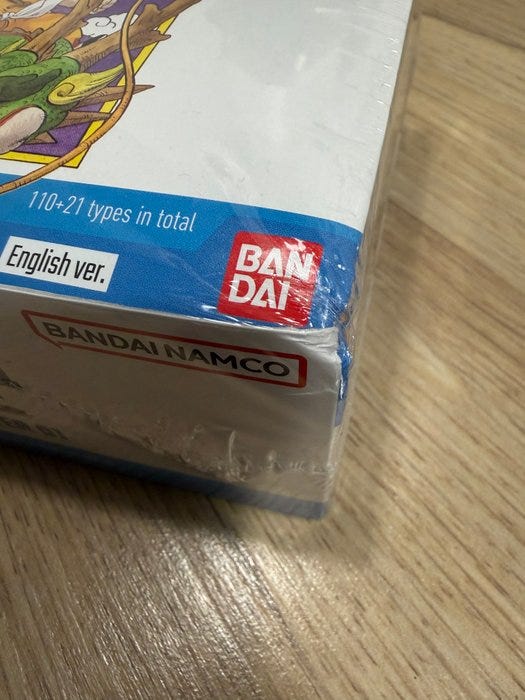 110+21 types in total
English ver.
BAN
DAI
BANDAI NAMCO